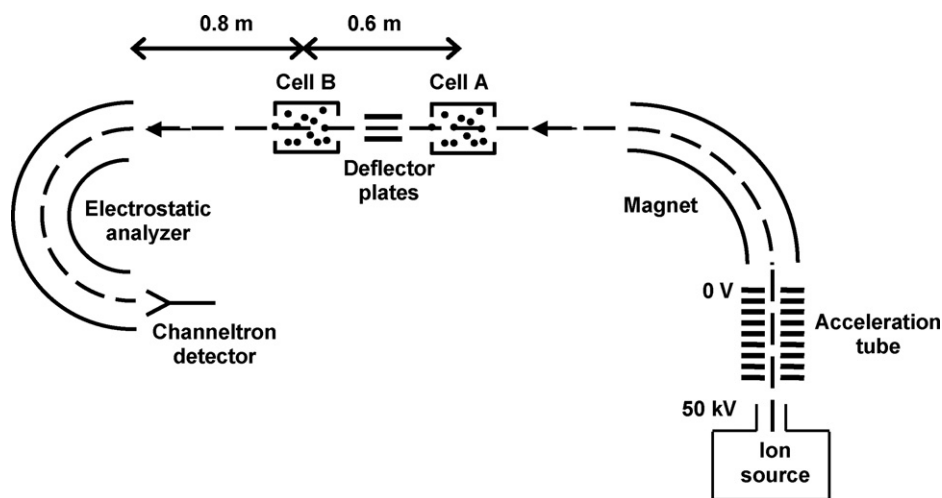 0.8 m
0.6 m
Cell B
Cell A
Deflector
plates
Magnet
Electrostatic
analyzer
Channeltron
detector
0 V
Acceleration
tube
50 kV
Ion
source